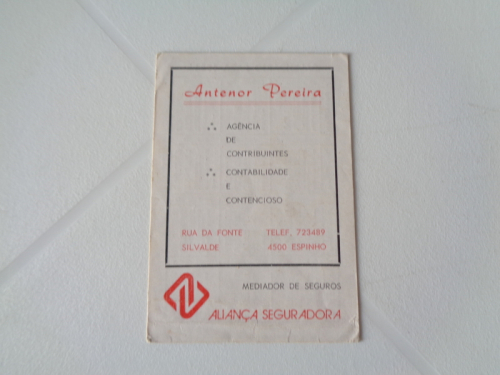 Antenor Pereira
∴ AGÊNCIA
DE
CONTRIBUINTES
∴ CONTABILIDADE
E
CONTENCIOSO
RUA DA FONTE TELEF. 723489
SILVALDE 4500 ESPINHO
MEDIADOR DE SEGUROS
ALIANÇA SEGURADORA